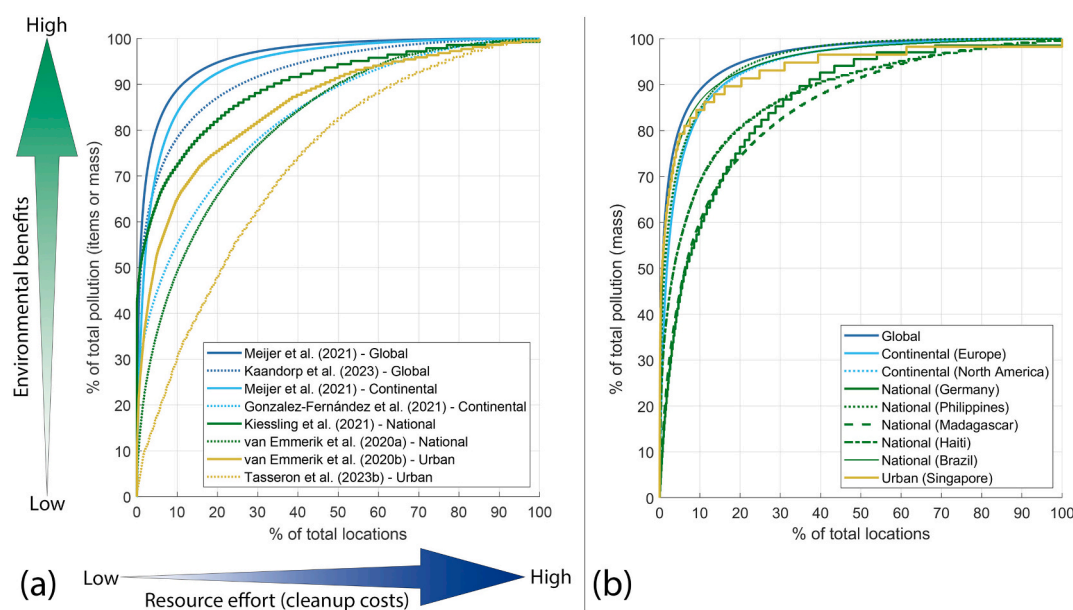 High
Environmental benefits
Low
% of total pollution (items or mass)
100
90
80
70
60
50
40
30
20
10
0
Meijer et al. (2021) - Global
Kaandorp et al. (2023) - Global
Meijer et al. (2021) - Continental
Gonzalez-Fernández et al. (2021) - Continental
Kiessling et al. (2021) - National
van Emmerik et al. (2020a) - National
van Emmerik et al. (2020b) - Urban
Tasseron et al. (2023b) - Urban
0 10 20 30 40 50 60 70 80 90 100
% of total locations
(a)
Low
High
Resource effort (cleanup costs)
% of total pollution (mass)
100
90
80
70
60
50
40
30
20
10
0
Global
Continental (Europe)
Continental (North America)
National (Germany)
National (Philippines)
National (Madagascar)
National (Haiti)
National (Brazil)
Urban (Singapore)
0 10 20 30 40 50 60 70 80 90 100
% of total locations
(b)